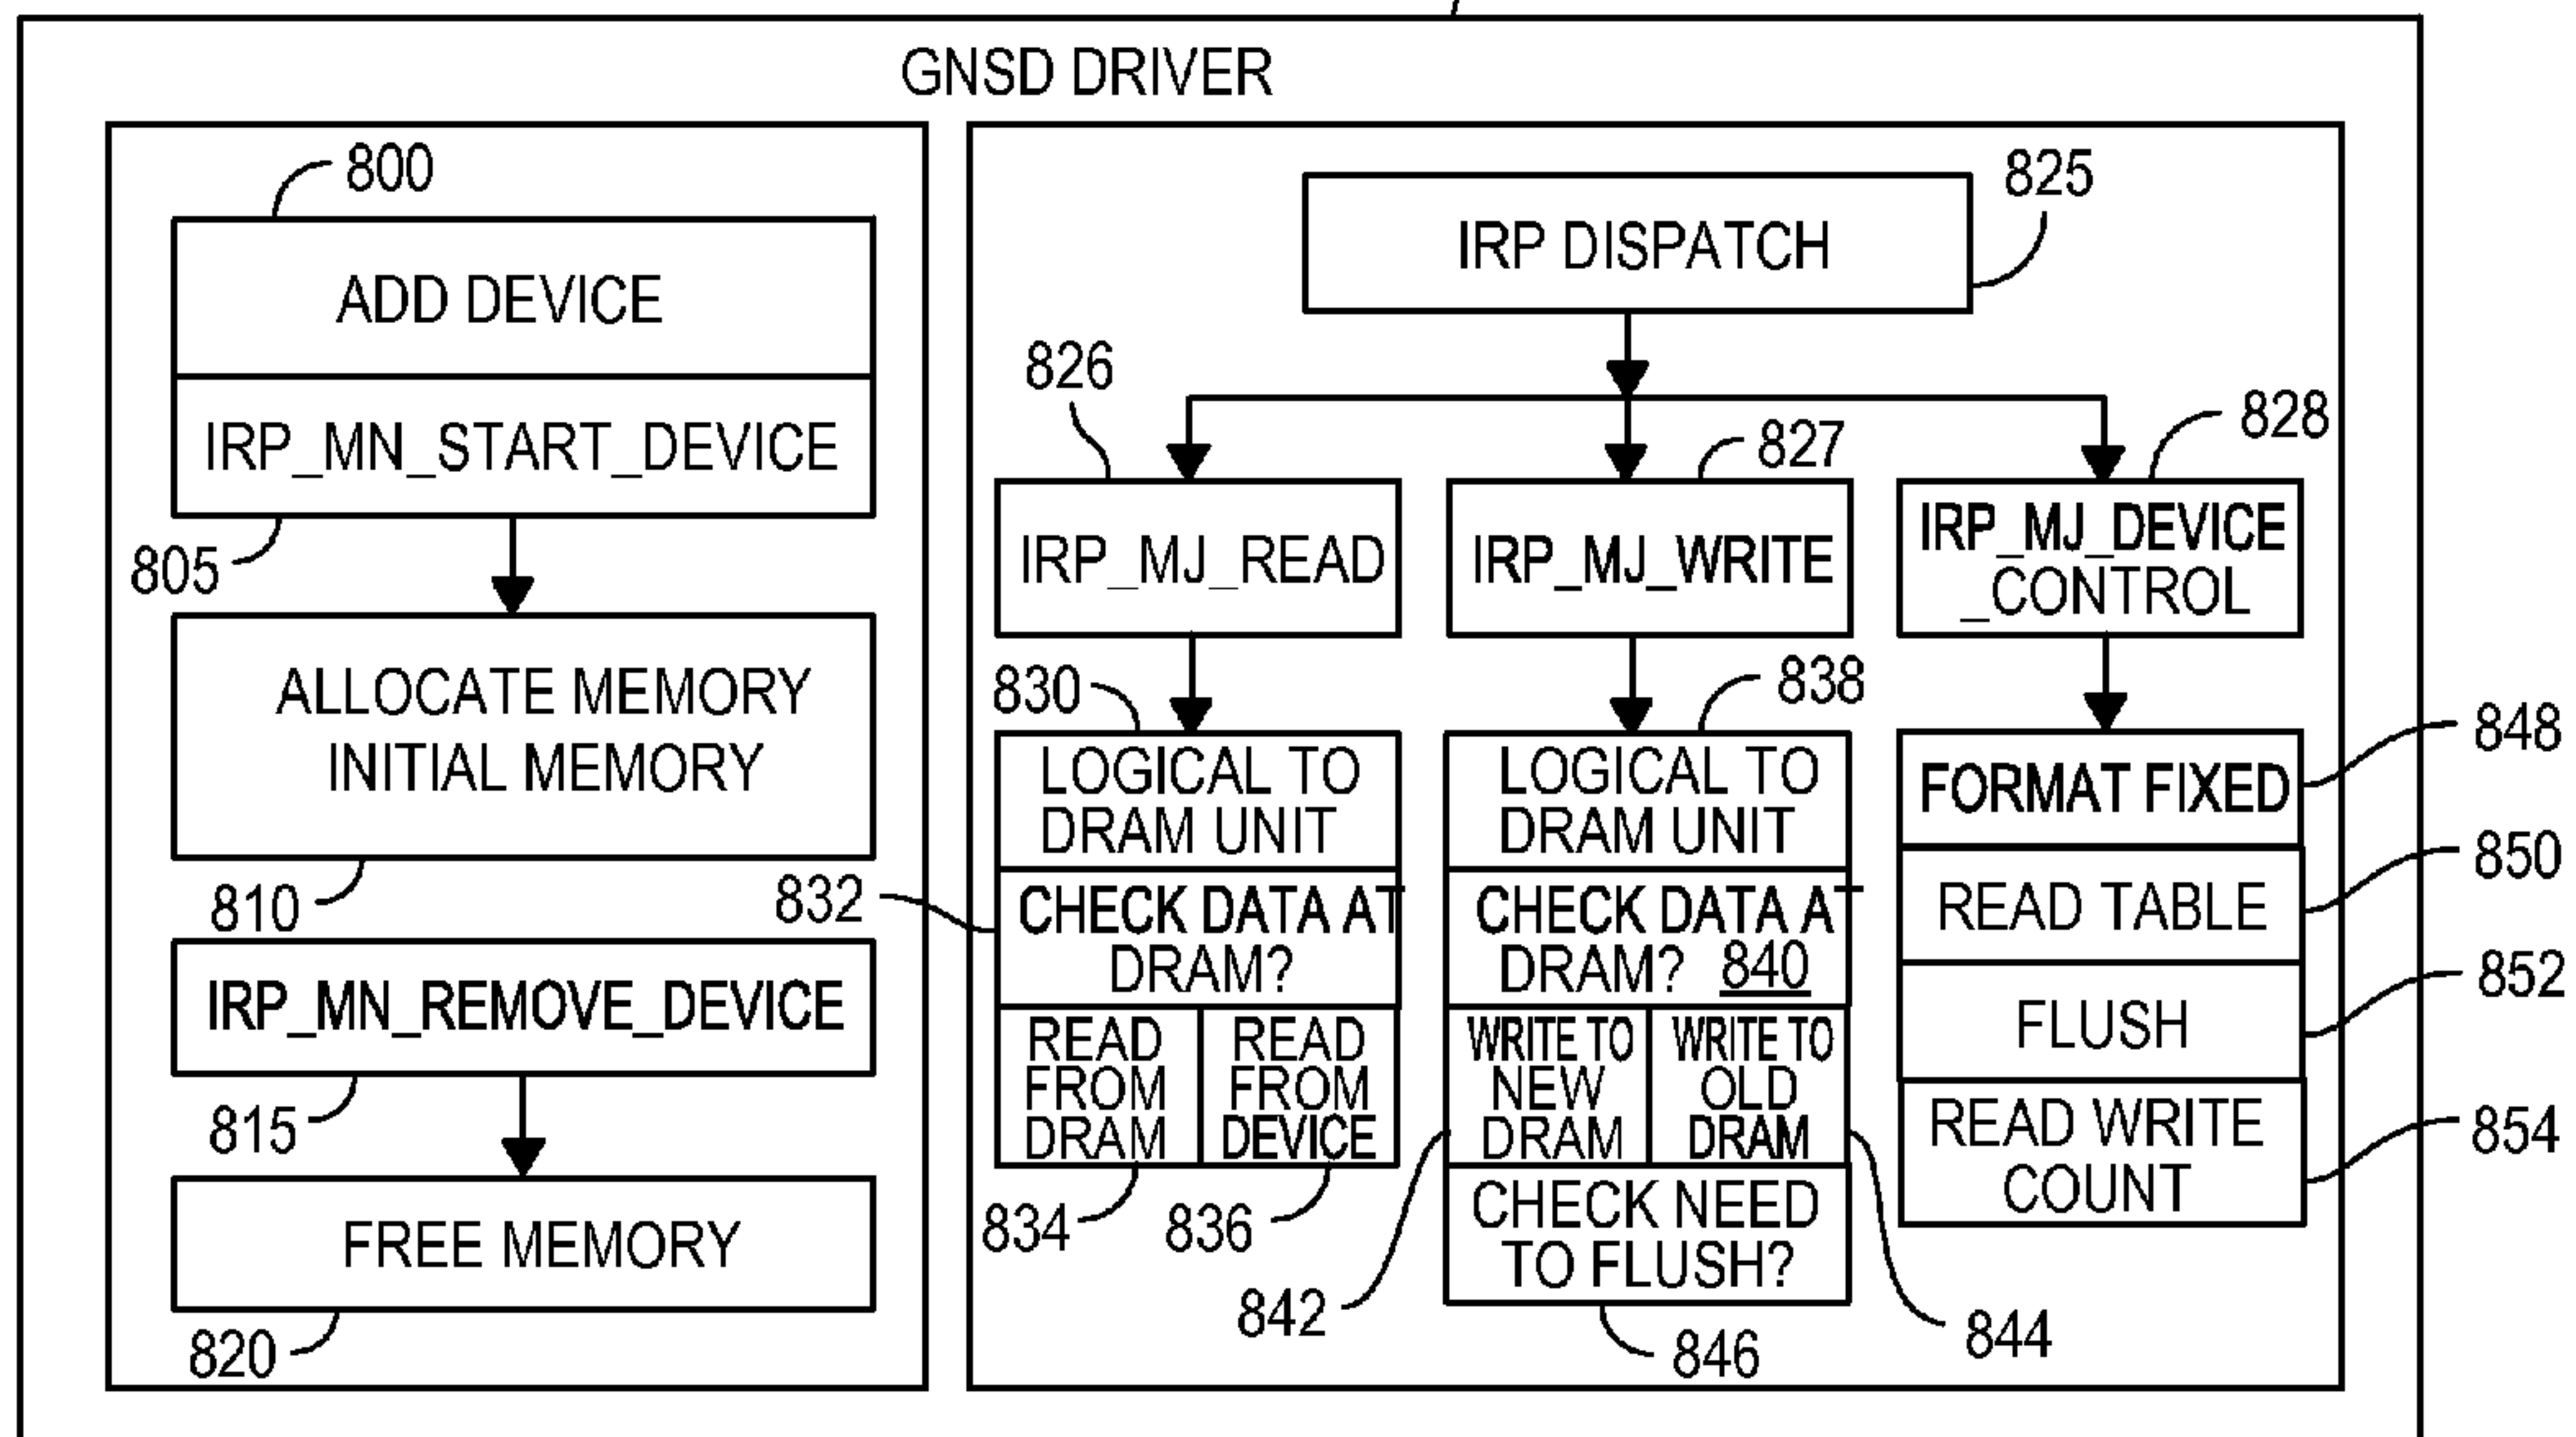 GNSD DRIVER
800
ADD DEVICE
IRP_MN_START_DEVICE
805
ALLOCATE MEMORY
INITIAL MEMORY
810
IRP_MN_REMOVE_DEVICE
815
FREE MEMORY
820
IRP DISPATCH
825
826
IRP_MJ_READ
830
LOGICAL TO
DRAM UNIT
832
CHECK DATA AT
DRAM?
READ
FROM
DRAM
834
READ
FROM
DEVICE
836
827
IRP_MJ_WRITE
838
LOGICAL TO
DRAM UNIT
CHECK DATA AT
DRAM? 840
WRITE TO
NEW
DRAM
842
WRITE TO
OLD
DRAM
844
CHECK NEED
TO FLUSH?
846
828
IRP_MJ_DEVICE
_CONTROL
FORMAT FIXED
848
READ TABLE
850
FLUSH
852
READ WRITE
COUNT
854